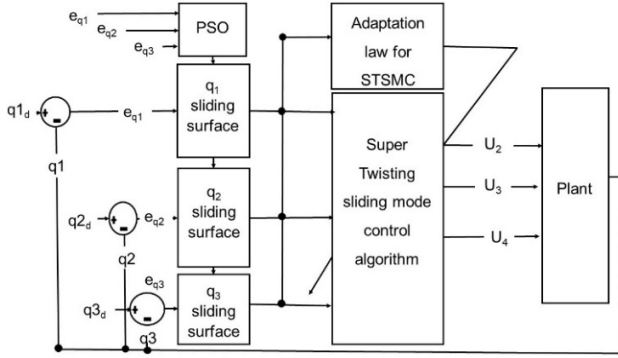 e_q1
e_q2
e_q3
PSO
Adaptation
law for
STSMC
q1_d
+
-
e_q1
q1
q_1
sliding
surface
Super
Twisting
sliding mode
control
algorithm
U_2
U_3
U_4
Plant
q2_d
+
-
e_q2
q2
q_2
sliding
surface
q3_d
+
-
e_q3
q3
q_3
sliding
surface